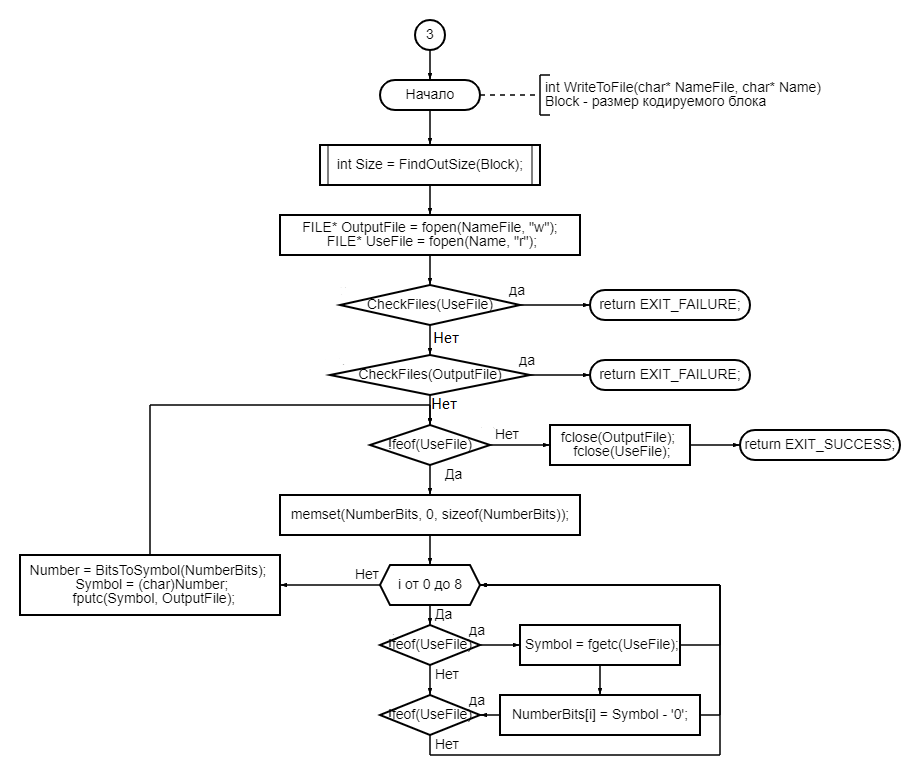 3
Начало
int WriteToFile(char* NameFile, char* Name)
Block - размер кодируемого блока
int Size = FindOutSize(Block);
FILE* OutputFile = fopen(NameFile, "w");
FILE* UseFile = fopen(Name, "r");
CheckFiles(UseFile)
да
return EXIT_FAILURE;
Нет
CheckFiles(OutputFile)
да
return EXIT_FAILURE;
Нет
!feof(UseFile)
Нет
fclose(OutputFile);
fclose(UseFile);
return EXIT_SUCCESS;
Да
memset(NumberBits, 0, sizeof(NumberBits));
i от 0 до 8
Нет
Number = BitsToSymbol(NumberBits);
Symbol = (char)Number;
fputc(Symbol, OutputFile);
Да
!feof(UseFile)
да
Symbol = fgetc(UseFile);
Нет
!feof(UseFile)
да
NumberBits[i] = Symbol - '0';
Нет